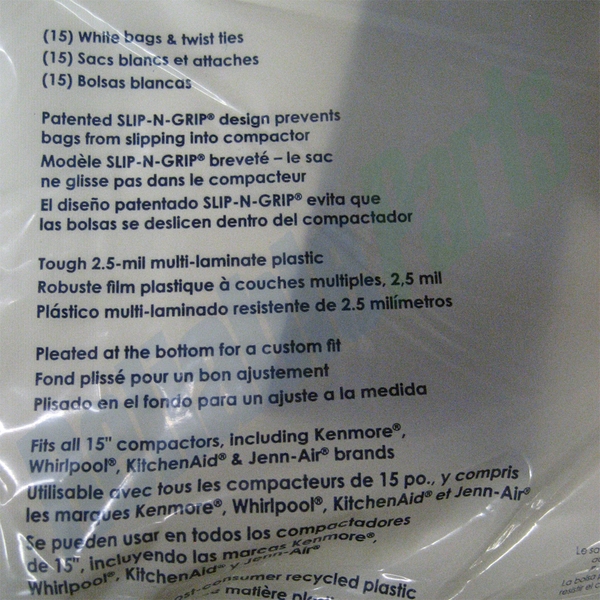 (15) White bags & twist ties
(15) Sacs blancs et attaches
(15) Bolsas blancas
Patented SLIP-N-GRIP® design prevents
bags from slipping into compactor
Modèle SLIP-N-GRIP® breveté – le sac
ne glisse pas dans le compacteur
El diseño patentado SLIP-N-GRIP® evita que
las bolsas se deslicen dentro del compactador
Tough 2.5-mil multi-laminate plastic
Robuste film plastique à couches multiples, 2,5 mil
Plástico multi-laminado resistente de 2.5 milímetros
Pleated at the bottom for a custom fit
Fond plissé pour un bon ajustement
Plisado en el fondo para un ajuste a la medida
Fits all 15" compactors, including Kenmore®,
Whirlpool®, KitchenAid® & Jenn-Air® brands
Utilisable avec tous les compacteurs de 15 po., y compris
les marques Kenmore®, Whirlpool®, KitchenAid® et Jenn-Air®
Se pueden usar en todos los compactadores
de 15", incluyendo las marcas Kenmore®,
Whirlpool®, KitchenAid® y Jenn-Air®
consumer recycled plastic
matière
Le sa
La bolsa